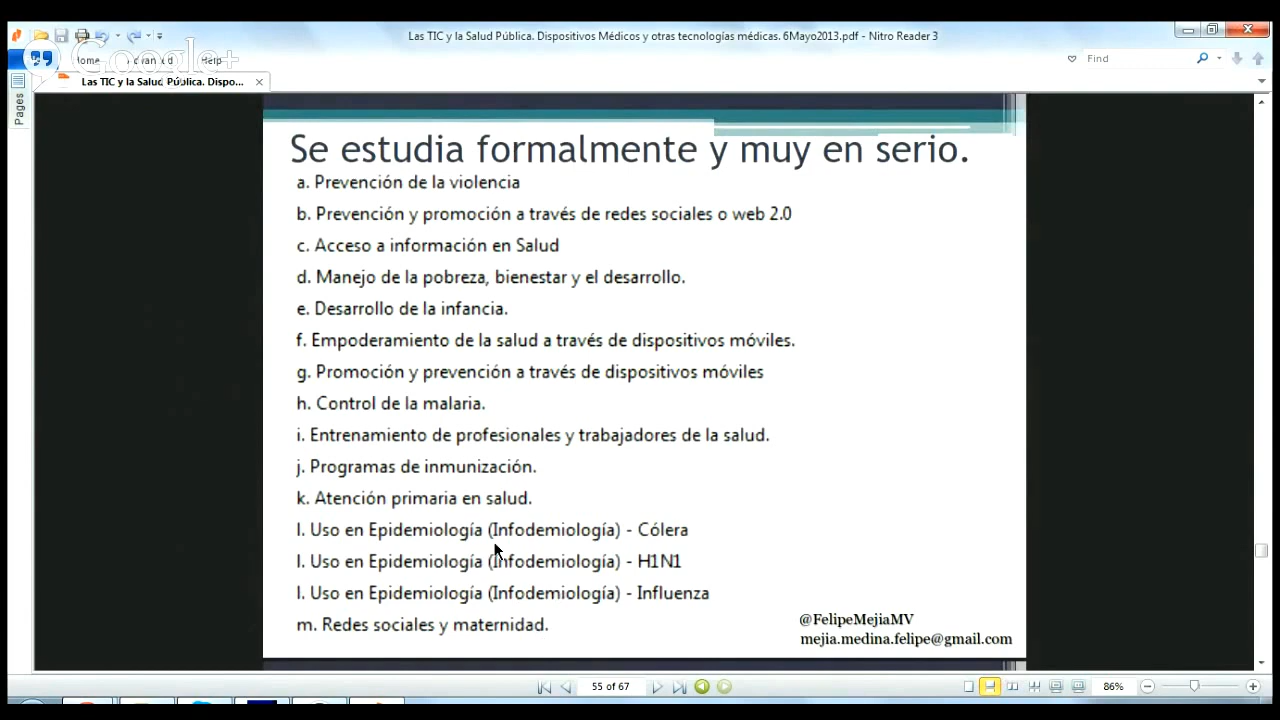 Las TIC y la Salud Pública. Dispositivos Médicos y otras tecnologías médicas. 6Mayo2013.pdf - Nitro Reader 3
Google+
Help
Find
Las TIC y la Salud Pública. Dispo...
Pages
Se estudia formalmente y muy en serio.
a. Prevención de la violencia
b. Prevención y promoción a través de redes sociales o web 2.0
c. Acceso a información en Salud
d. Manejo de la pobreza, bienestar y el desarrollo.
e. Desarrollo de la infancia.
f. Empoderamiento de la salud a través de dispositivos móviles.
g. Promoción y prevención a través de dispositivos móviles
h. Control de la malaria.
i. Entrenamiento de profesionales y trabajadores de la salud.
j. Programas de inmunización.
k. Atención primaria en salud.
l. Uso en Epidemiología (Infodemiología) - Cólera
l. Uso en Epidemiología (Infodemiología) - H1N1
l. Uso en Epidemiología (Infodemiología) - Influenza
m. Redes sociales y maternidad.
@FelipeMejiaMV
mejia.medina.felipe@gmail.com
55 of 67
86%